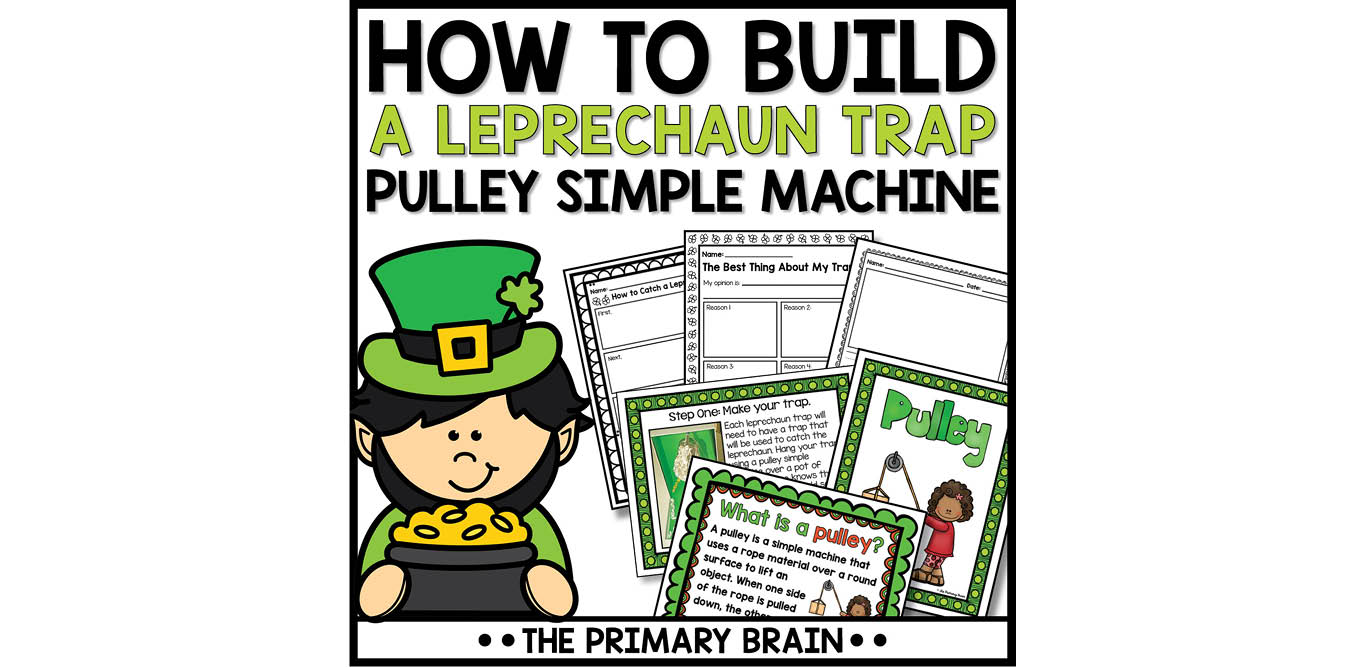 HOW TO BUILD
A LEPRECHAUN TRAP
PULLEY SIMPLE MACHINE
Name:
How to Catch a
First,
Next,
Name:
The Best Thing About My
My opinion is
Reason 1:
Reason 2:
Reason 3:
Reason 4:
Name:
Date:
Step One: Make your trap.
Each leprechaun trap will
need to have a trap that
will be used to catch the
leprechaun. Hang your
using a pulley simple
over a pot of
knows
Pulley
What is a pulley?
A pulley is a simple machine that
uses a rope material over a round
surface to lift an
object. When one side
of the rope is pulled
down, the
••THE PRIMARY BRAIN••